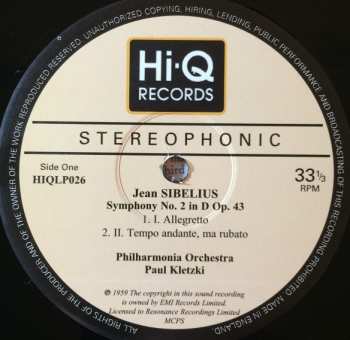 ALL RIGHTS OF THE MANUFACTURER AND OF THE OWNER OF THE WORK REPRODUCED RESERVED. UNAUTHORIZED COPYING, HIRING, LENDING, PUBLIC PERFORMANCE AND BROADCASTING OF THIS RECORDING PROHIBITED MADE IN ENGLAND
Hi·Q
RECORDS
STEREOPHONIC
Side One
HIQLP026
33 1/3
RPM
Jean SIBELIUS
Symphony No. 2 in D Op. 43
1. I. Allegretto
2. II. Tempo andante, ma rubato
Philharmonia Orchestra
Paul Kletzki
℗ 1959 The copyright in this sound recording
is owned by EMI Records Limited.
Licensed to Resonance Recordings Limited
MCPS